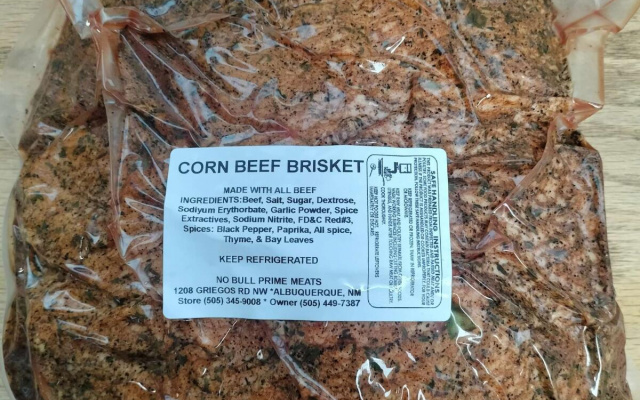 CORN BEEF BRISKET
MADE WITH ALL BEEF
INGREDIENTS:Beef, Salt, Sugar, Dextrose,
Sodiym Erythorbate, Garlic Powder, Spice
Extractives, Sodium Nitrite, FD&C Red#3,
Spices: Black Pepper, Paprika, All spice,
Thyme, & Bay Leaves
KEEP REFRIGERATED
NO BULL PRIME MEATS
1208 GRIEGOS RD NW *ALBUQUERQUE, NM
Store (505) 345-9008 * Owner (505) 449-7387
SAFE HANDLING INSTRUCTIONS